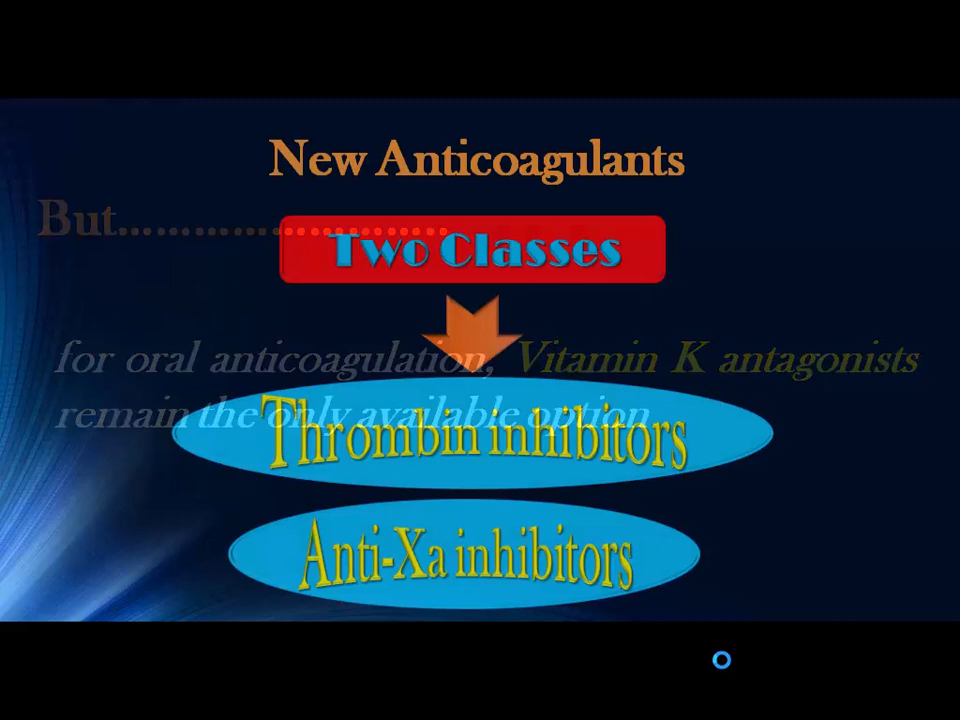 New Anticoagulants
But..............................
Two Classes
for oral anticoagulation, Vitamin K antagonists
remain the only available option
Thrombin inhibitors
Anti-Xa inhibitors